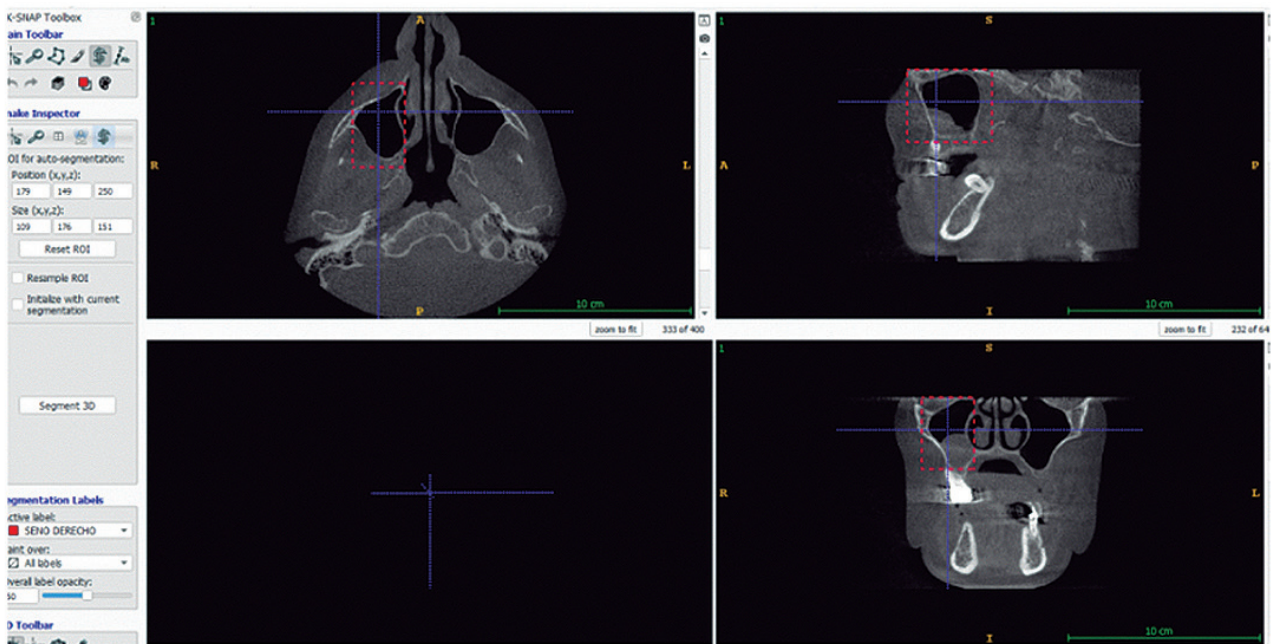 K-SNAP Toolbox
ain Toolbar
nake Inspector
OI for auto-segmentation:
Position (x,y,z):
179 149 250
Size (x,y,z):
109 176 151
Reset ROI
Resample ROI
Initialize with current
segmentation
Segment 3D
egmentation Labels
ctive label:
SENO DERECHO
aint over:
All labels
verall label opacity:
50
D Toolbar
1
A
R
L
P
10 cm
zoom to fit 333 of 400
1
S
A
P
I
10 cm
zoom to fit 232 of 64
1
S
R
L
I
10 cm